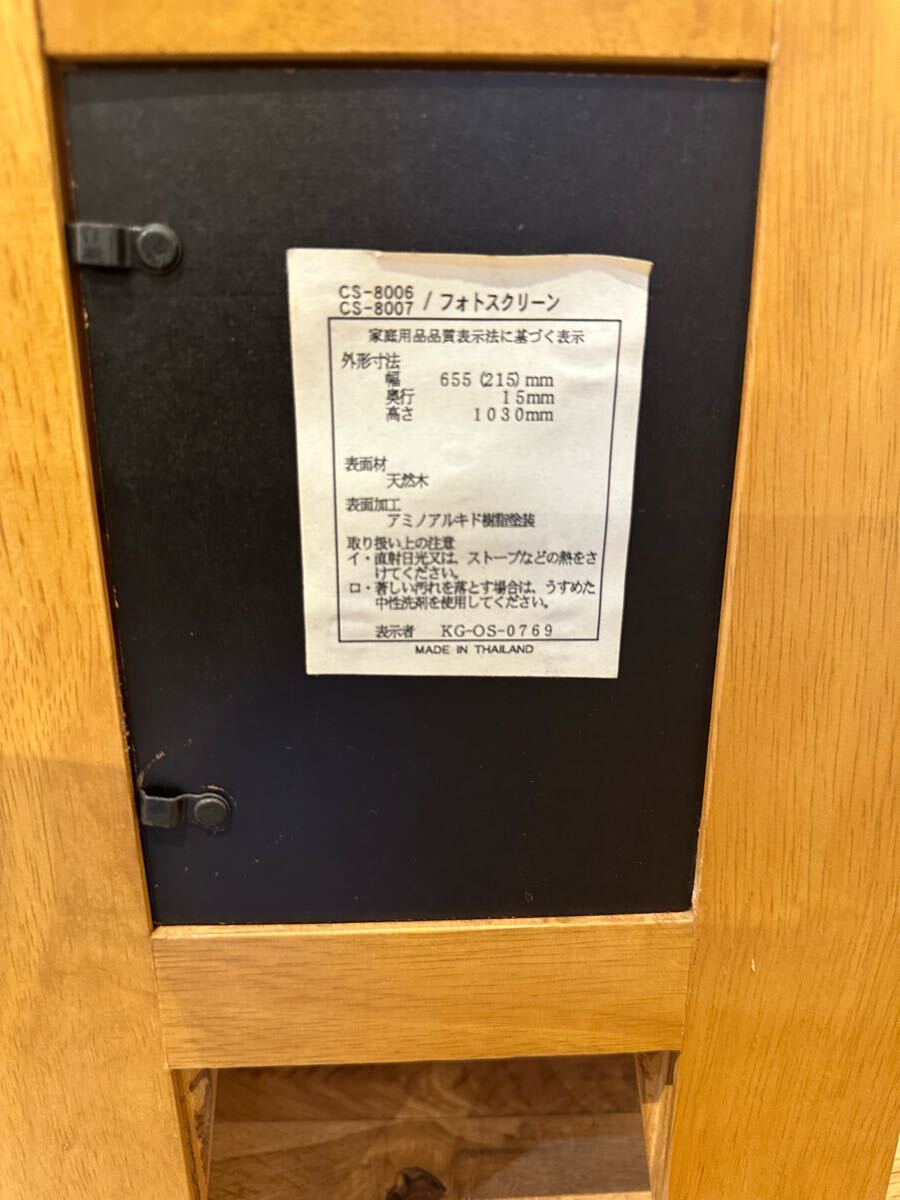 CS-8006
CS-8007 / フォトスクリーン
家庭用品品質表示法に基づく表示
外形寸法
幅 655 (215) mm
奥行 15mm
高さ 1030mm
表面材
天然木
表面加工
アミノアルキド樹脂塗装
取り扱い上の注意
イ・直射日光又は、ストーブなどの熱をさ
けてください。
ロ・著しい汚れを落とす場合は、うすめた
中性洗剤を使用してください。
表示者 KG-OS-0769
MADE IN THAILAND